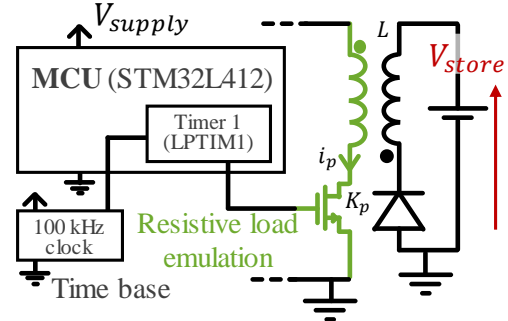 V_supply
MCU (STM32L412)
Timer 1
(LPTIM1)
100 kHz
clock
Time base
Resistive load
emulation
i_p
K_p
L
V_store